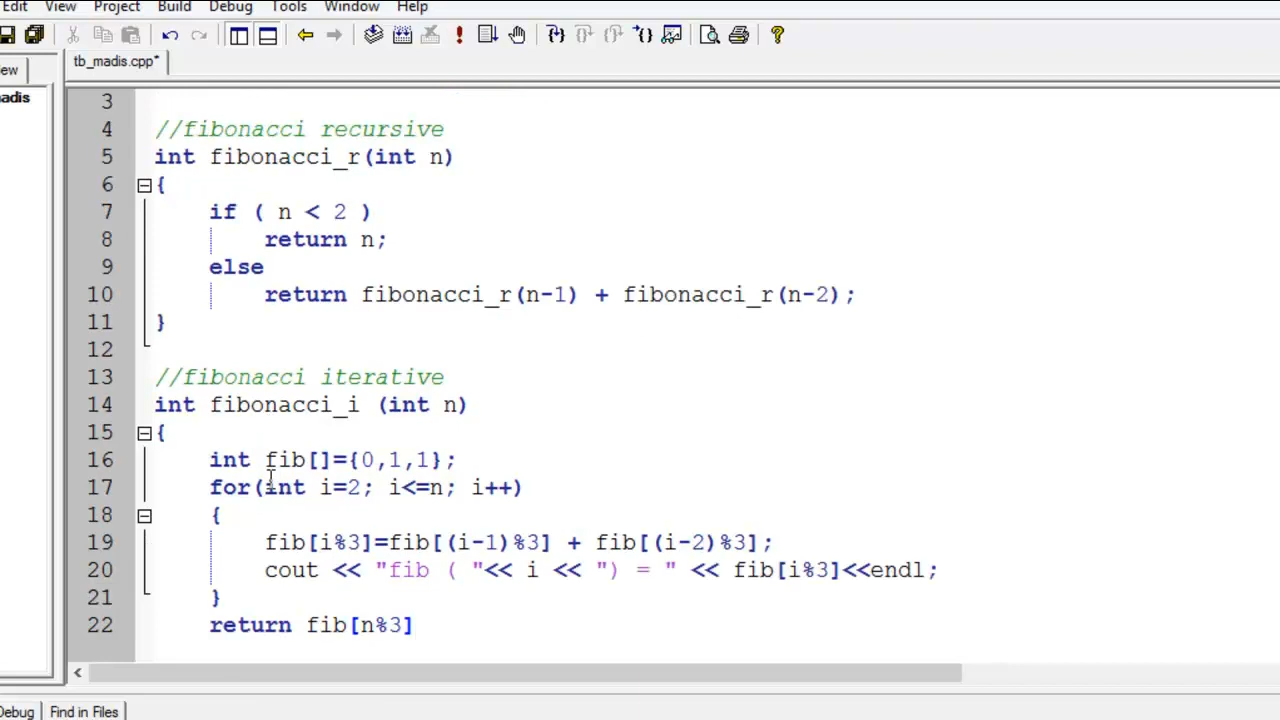 Edit View Project Build Debug Tools Window Help
tb_madis.cpp*
ew
adis
3
4 //fibonacci recursive
5 int fibonacci_r(int n)
6 {
7 if ( n < 2 )
8 return n;
9 else
10 return fibonacci_r(n-1) + fibonacci_r(n-2);
11 }
12
13 //fibonacci iterative
14 int fibonacci_i (int n)
15 {
16 int fib[]={0,1,1};
17 for(int i=2; i<=n; i++)
18 {
19 fib[i%3]=fib[(i-1)%3] + fib[(i-2)%3];
20 cout << "fib ( "<< i << ") = " << fib[i%3]<<endl;
21 }
22 return fib[n%3]
Debug Find in Files